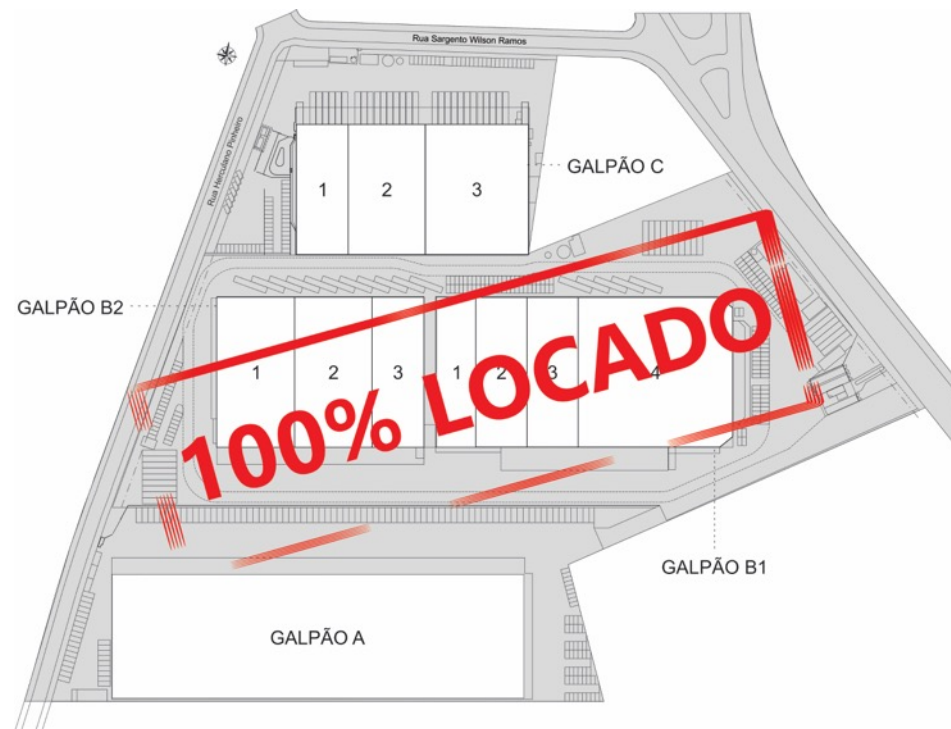 Rua Sargento Wilson Ramos
Rua Herculano Pinheiro
GALPÃO C
1 2 3
GALPÃO B2
1 2 3 1 2 3 4
100% LOCADO
GALPÃO B1
GALPÃO A